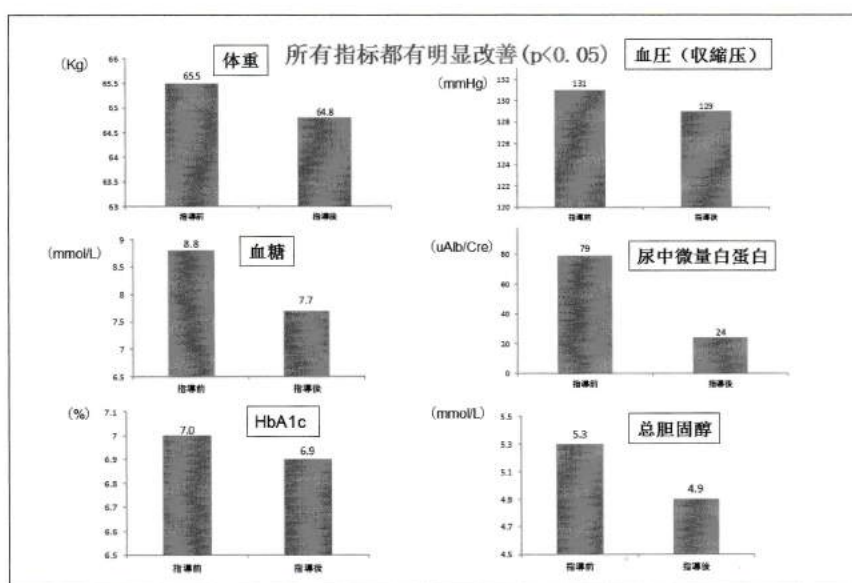 所有指标都有明显改善(p<0.05)
(Kg)
体重
66
65.5
65
64.5
64
63.5
63
65.5
64.8
指導前
指導後
(mmHg)
血圧（収縮圧）
132
130
128
126
124
122
120
131
129
指導前
指導後
(mmol/L)
血糖
9
8.5
8
7.5
7
6.5
8.8
7.7
指導前
指導後
(uAlb/Cre)
尿中微量白蛋白
80
60
40
20
0
79
24
指導前
指導後
(%)
HbA1c
7.1
7
6.9
6.8
6.7
6.6
6.5
7.0
6.9
指導前
指導後
(mmol/L)
总胆固醇
5.5
5.3
5.1
4.9
4.7
4.5
5.3
4.9
指導前
指導後